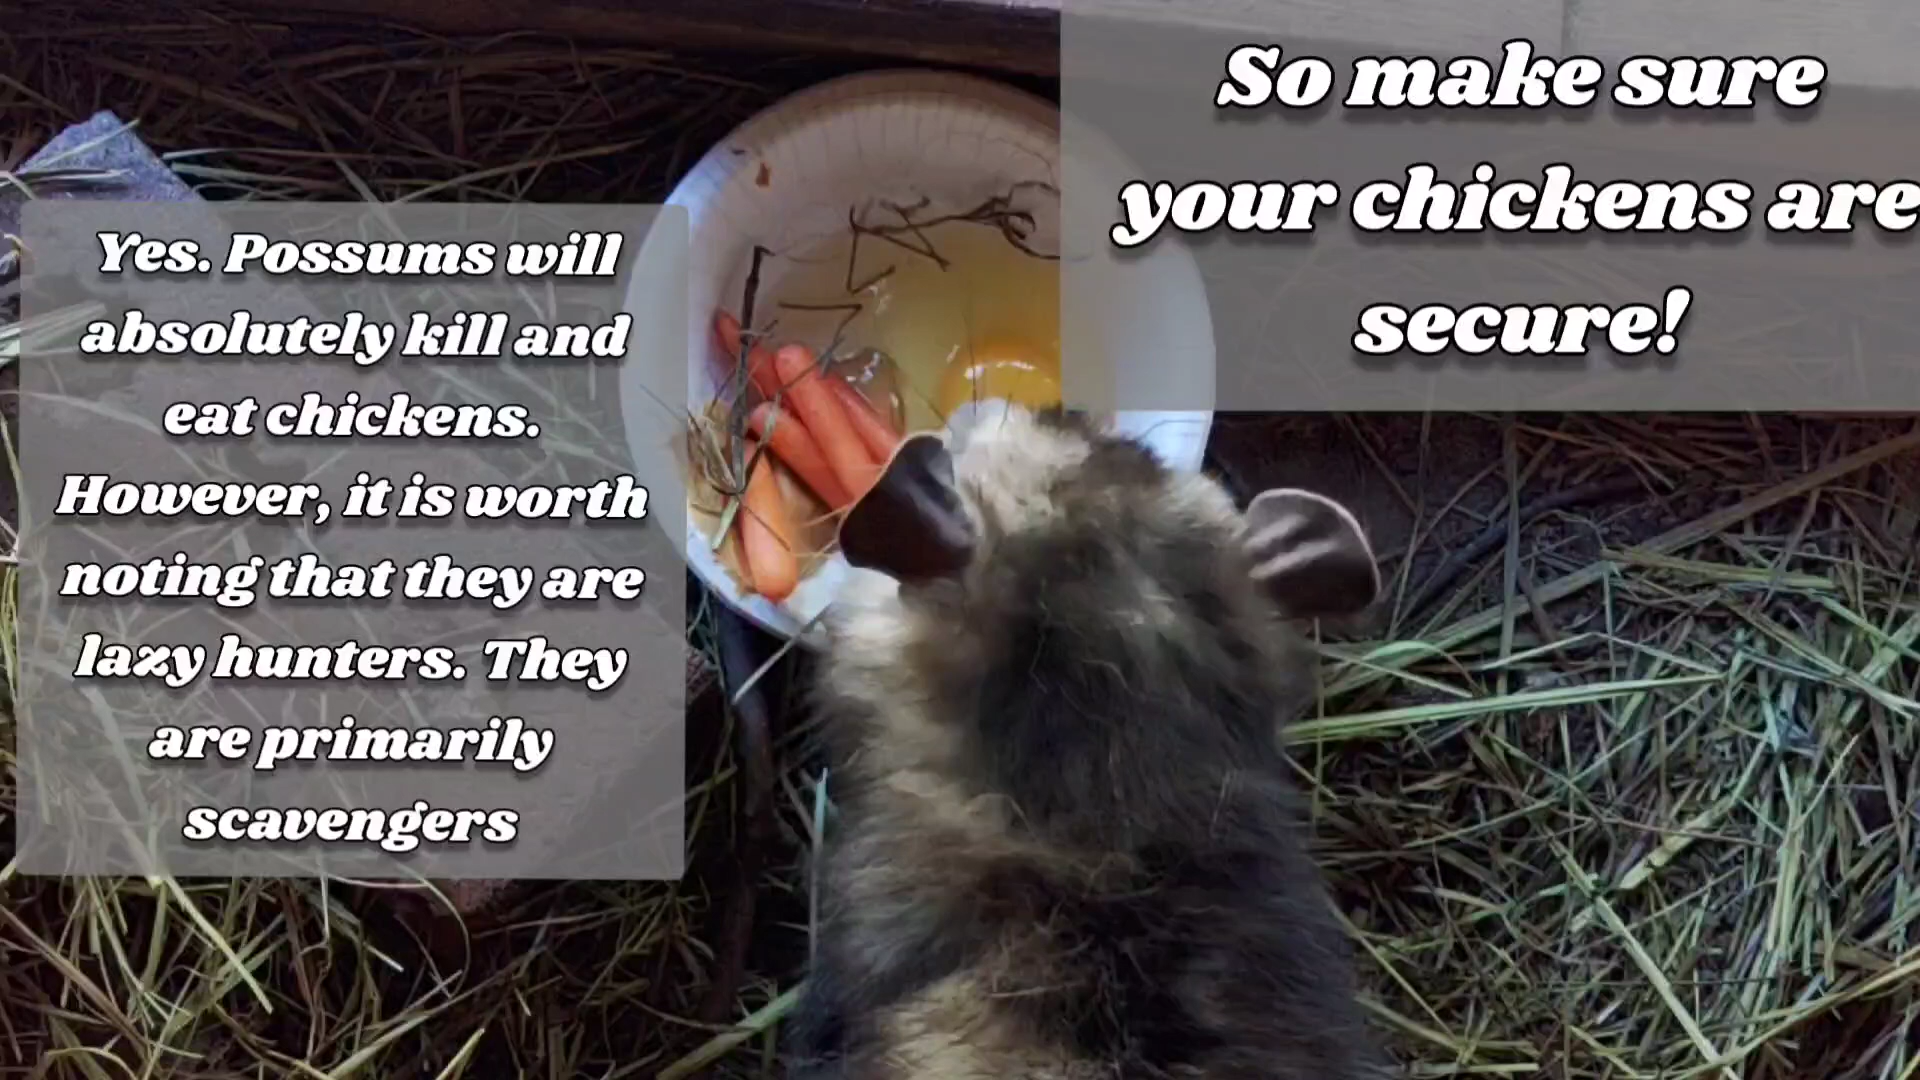 Yes. Possums will
absolutely kill and
eat chickens.
However, it is worth
noting that they are
lazy hunters. They
are primarily
scavengers
So make sure
your chickens are
secure!